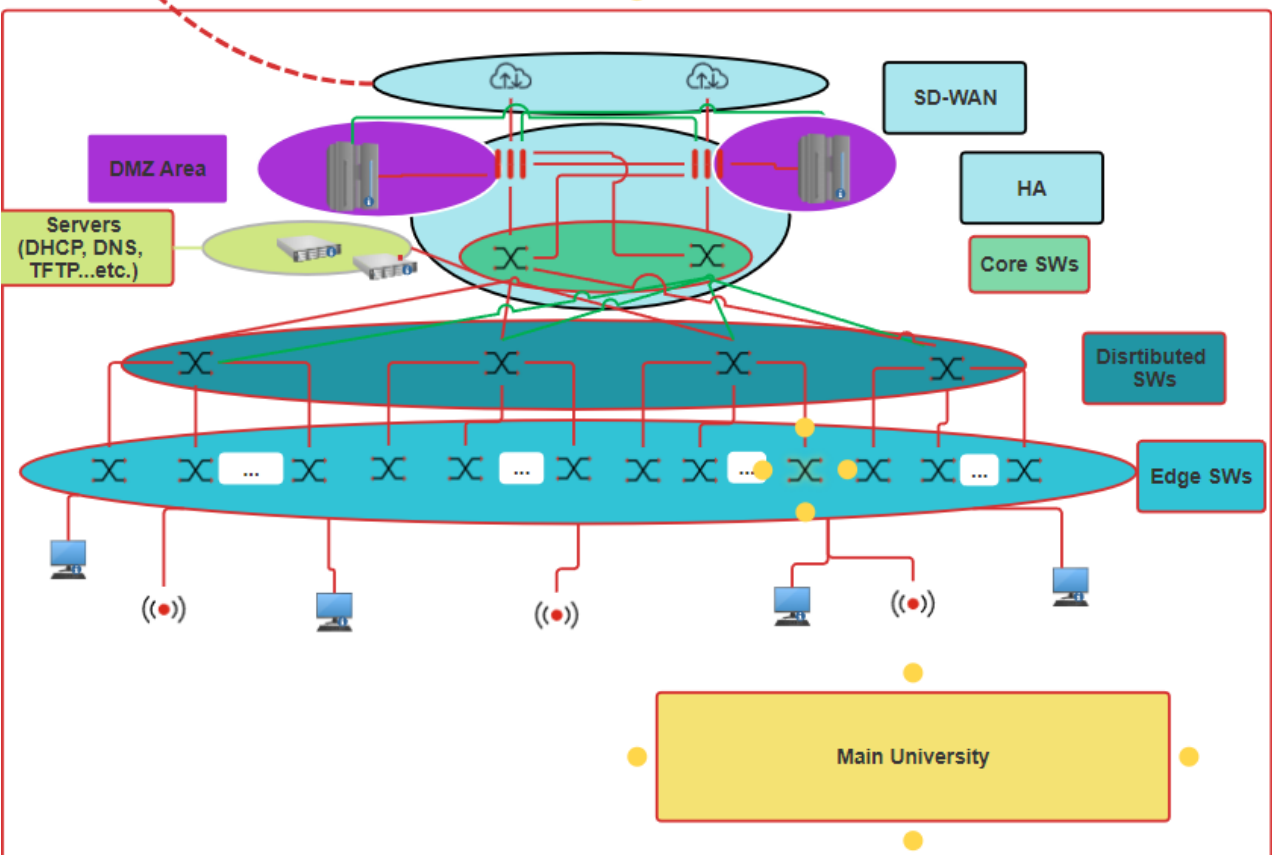 SD-WAN
DMZ Area
HA
Servers
(DHCP, DNS,
TFTP...etc.)
Core SWs
Disrtibuted
SWs
...
...
...
...
Edge SWs
Main University